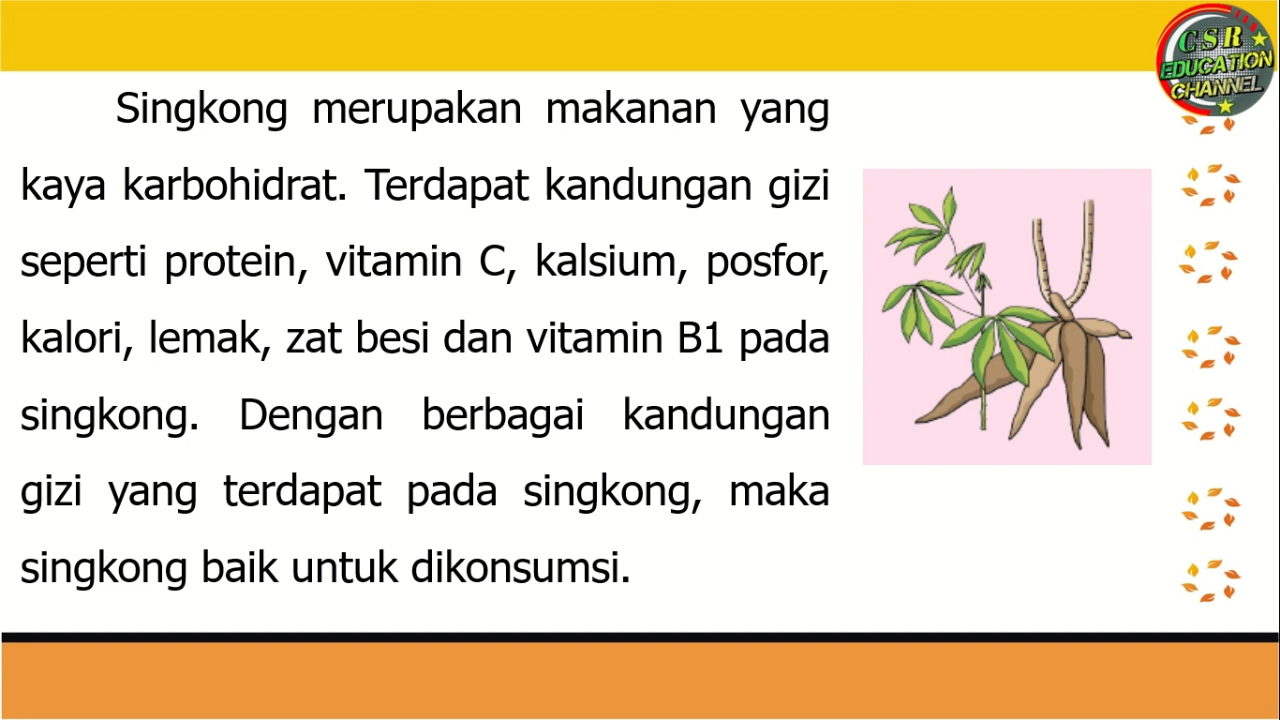 CSR
EDUCATION
CHANNEL
Singkong merupakan makanan yang
kaya karbohidrat. Terdapat kandungan gizi
seperti protein, vitamin C, kalsium, posfor,
kalori, lemak, zat besi dan vitamin B1 pada
singkong. Dengan berbagai kandungan
gizi yang terdapat pada singkong, maka
singkong baik untuk dikonsumsi.